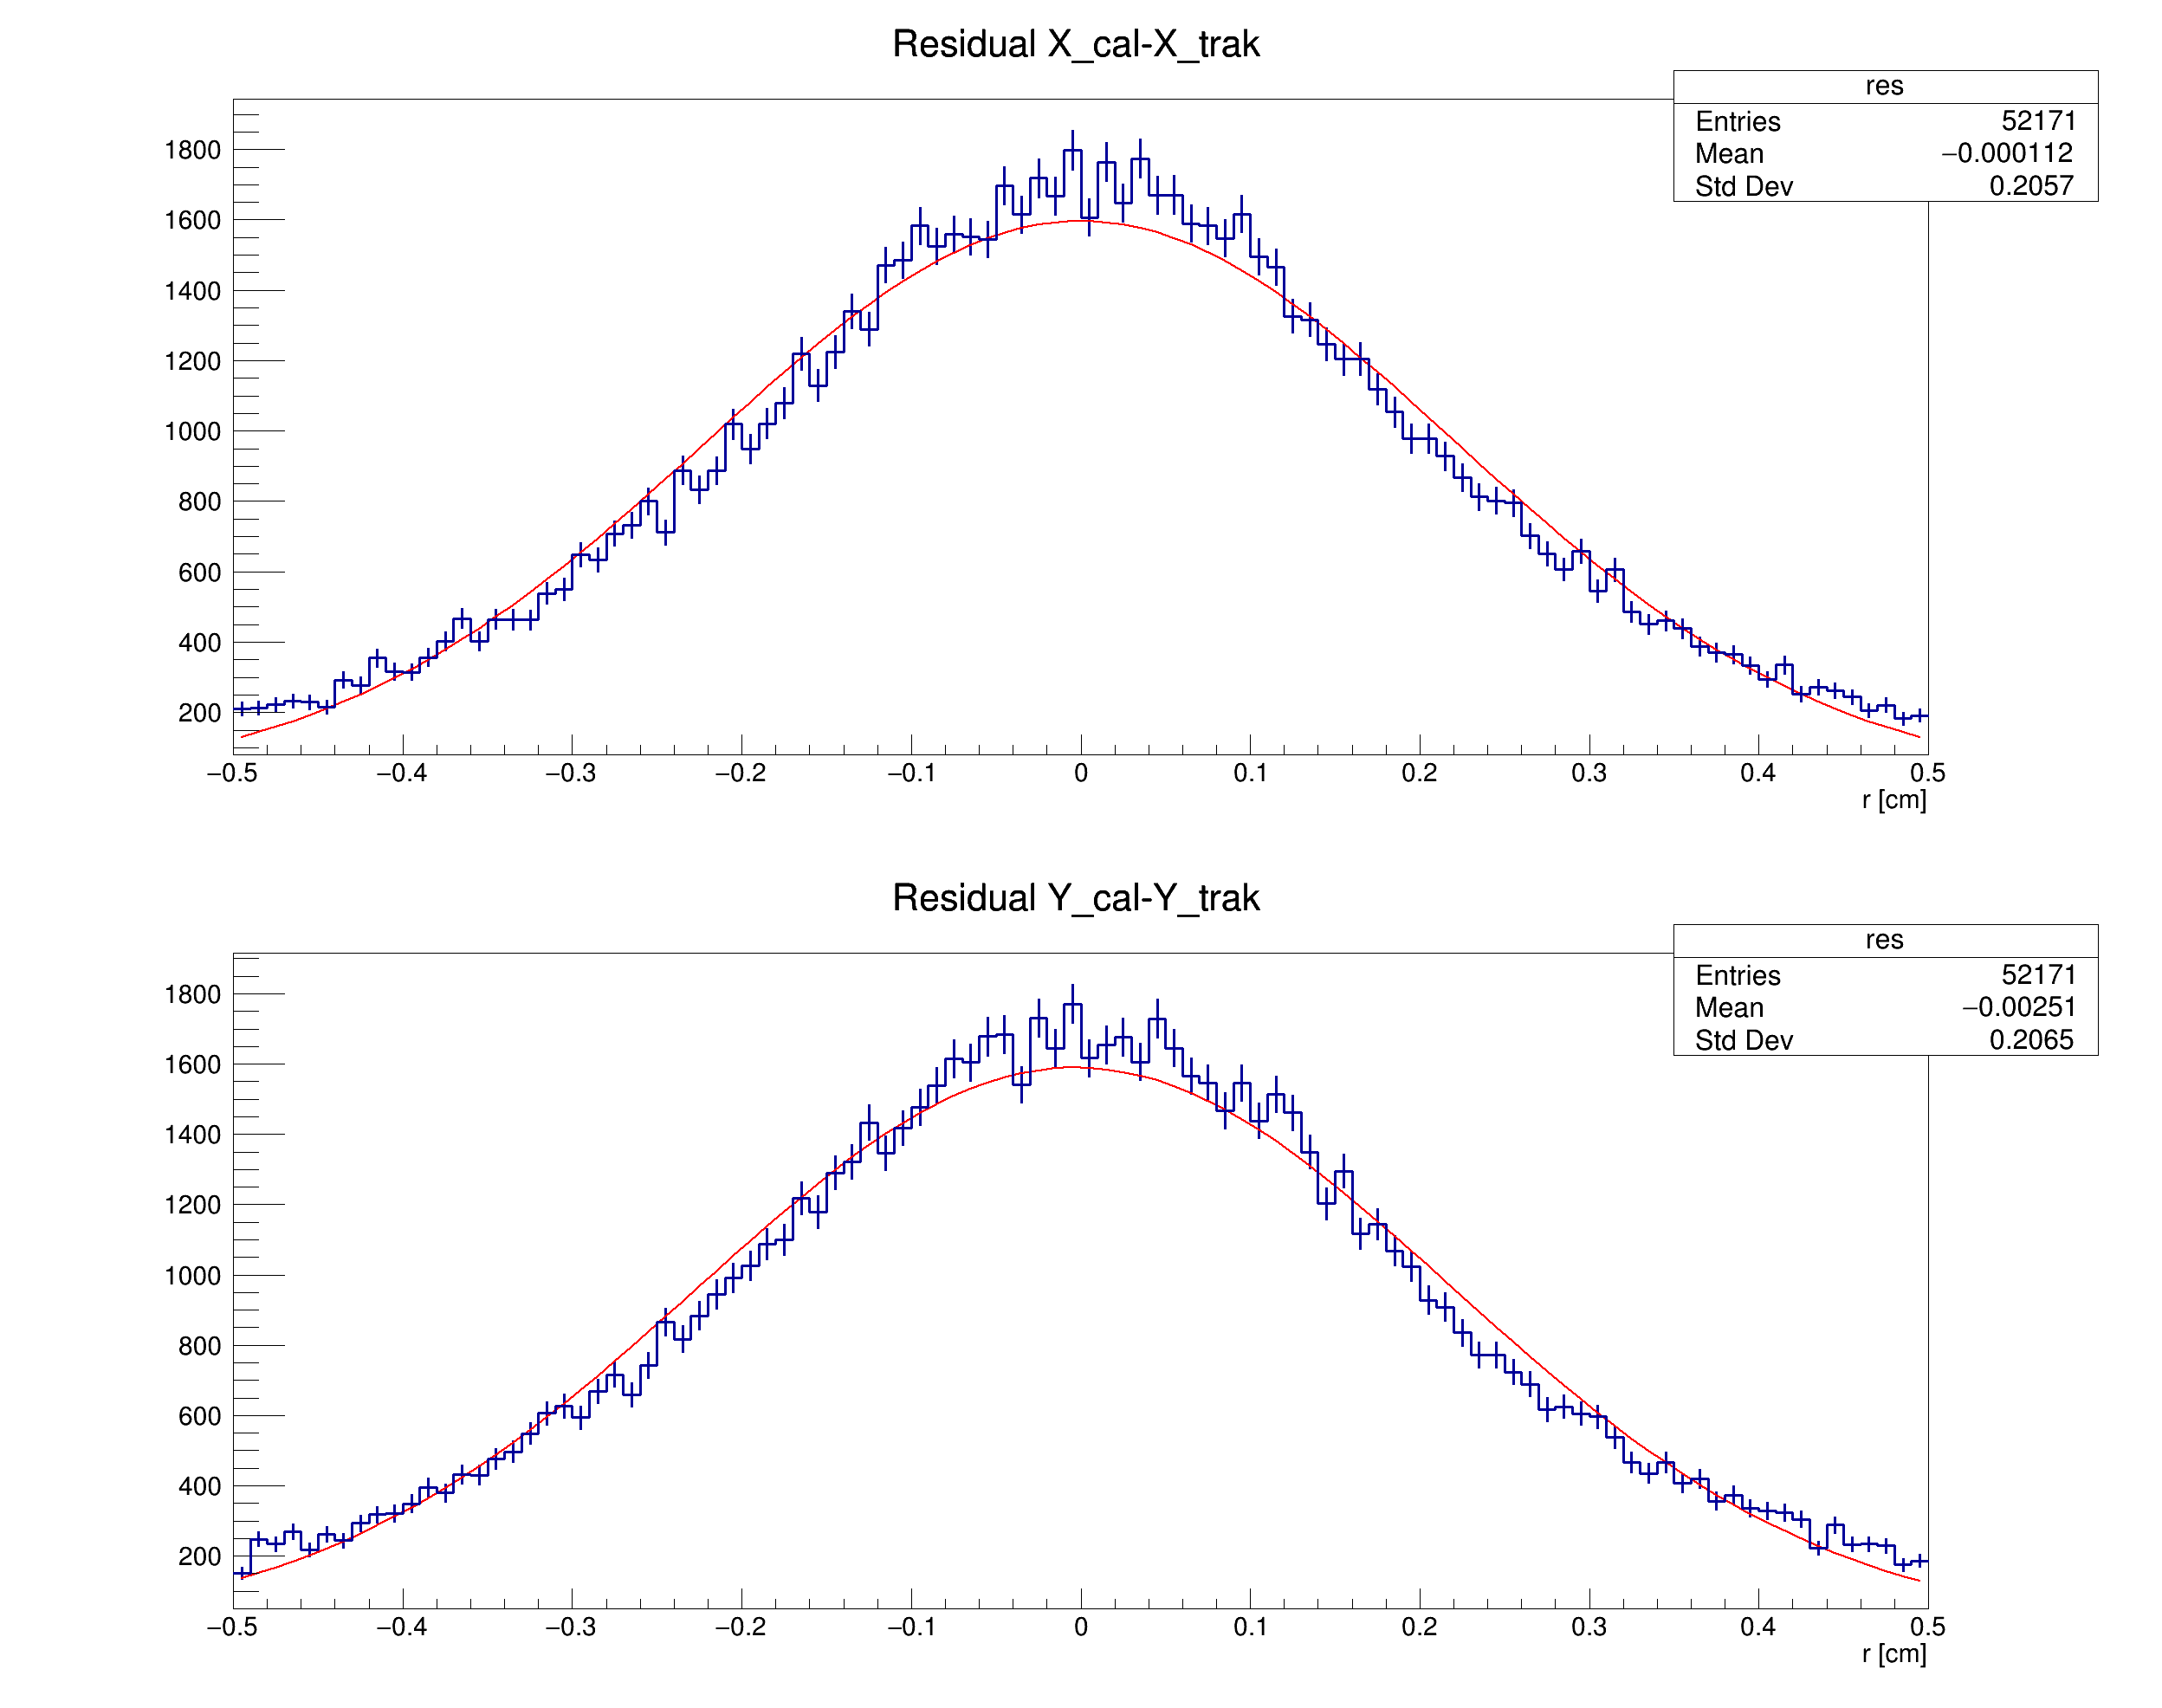 Residual X_cal-X_trak
res
Entries 52171
Mean −0.000112
Std Dev 0.2057
1800
1600
1400
1200
1000
800
600
400
200
−0.5 −0.4 −0.3 −0.2 −0.1 0 0.1 0.2 0.3 0.4 0.5
r [cm]
Residual Y_cal-Y_trak
res
Entries 52171
Mean −0.00251
Std Dev 0.2065
1800
1600
1400
1200
1000
800
600
400
200
−0.5 −0.4 −0.3 −0.2 −0.1 0 0.1 0.2 0.3 0.4 0.5
r [cm]